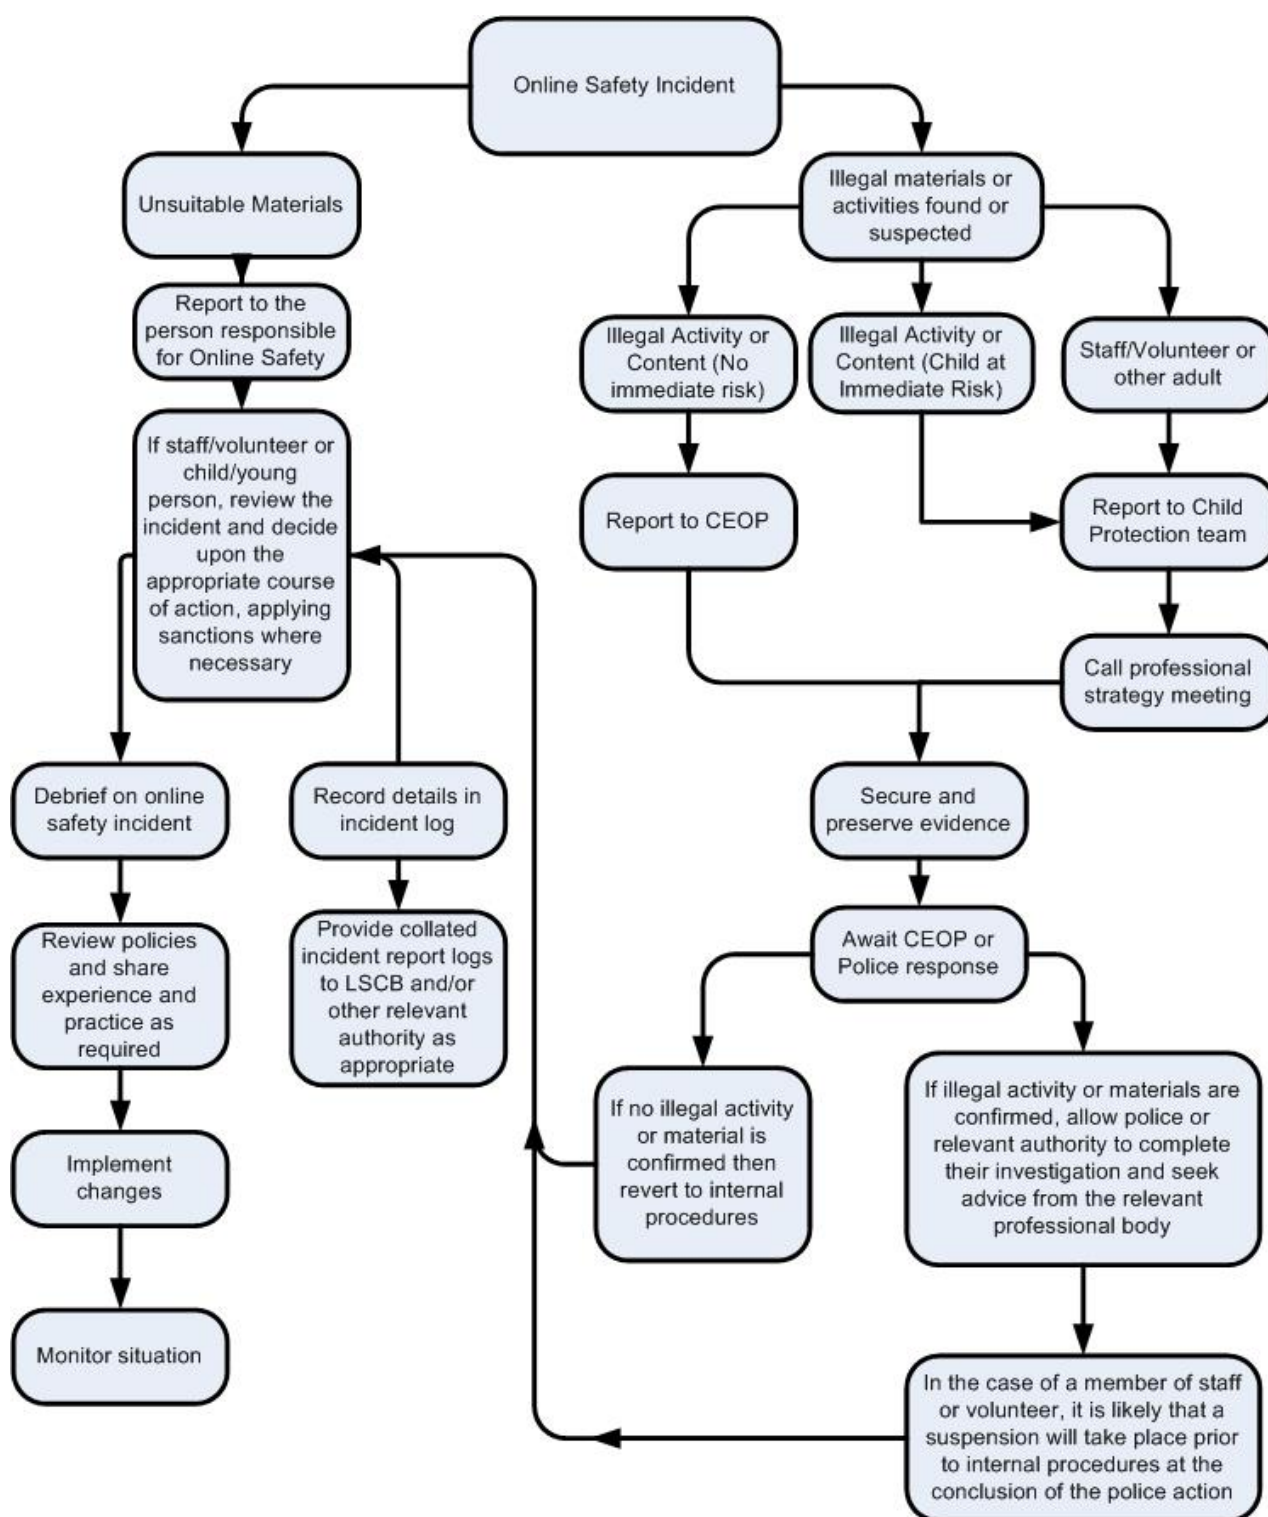 Online Safety Incident
Unsuitable Materials
Illegal materials or
activities found or
suspected
Report to the
person responsible
for Online Safety
Illegal Activity or
Content (No
immediate risk)
Illegal Activity or
Content (Child at
Immediate Risk)
Staff/Volunteer or
other adult
If staff/volunteer or
child/young
person, review the
incident and decide
upon the
appropriate course
of action, applying
sanctions where
necessary
Report to CEOP
Report to Child
Protection team
Call professional
strategy meeting
Debrief on online
safety incident
Record details in
incident log
Secure and
preserve evidence
Review policies
and share
experience and
practice as
required
Provide collated
incident report logs
to LSCB and/or
other relevant
authority as
appropriate
Await CEOP or
Police response
If no illegal activity
or material is
confirmed then
revert to internal
procedures
If illegal activity or materials are
confirmed, allow police or
relevant authority to complete
their investigation and seek
advice from the relevant
professional body
Implement
changes
Monitor situation
In the case of a member of staff
or volunteer, it is likely that a
suspension will take place prior
to internal procedures at the
conclusion of the police action